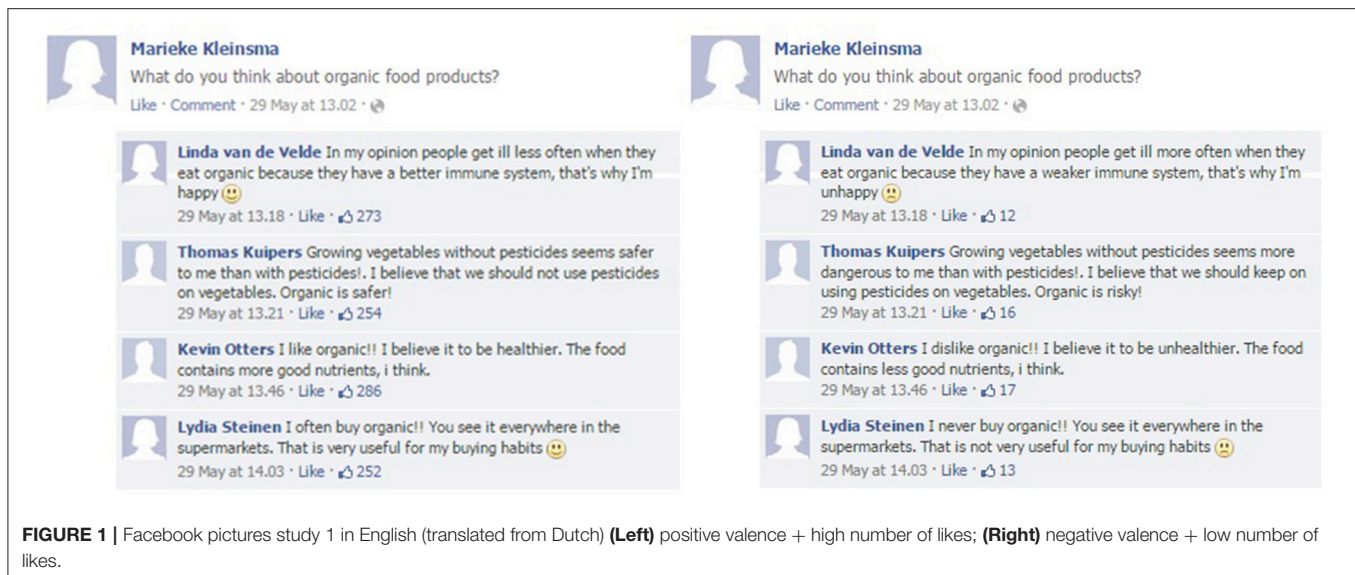 Marieke Kleinsma
What do you think about organic food products?
Like · Comment · 29 May at 13.02 ·
Linda van de Velde In my opinion people get ill less often when they
eat organic because they have a better immune system, that's why I'm
happy
29 May at 13.18 · Like · 273
Thomas Kuipers Growing vegetables without pesticides seems safer
to me than with pesticides!. I believe that we should not use pesticides
on vegetables. Organic is safer!
29 May at 13.21 · Like · 254
Kevin Otters I like organic!! I believe it to be healthier. The food
contains more good nutrients, i think.
29 May at 13.46 · Like · 286
Lydia Steinen I often buy organic!! You see it everywhere in the
supermarkets. That is very useful for my buying habits
29 May at 14.03 · Like · 252
Marieke Kleinsma
What do you think about organic food products?
Like · Comment · 29 May at 13.02 ·
Linda van de Velde In my opinion people get ill more often when they
eat organic because they have a weaker immune system, that's why I'm
unhappy
29 May at 13.18 · Like · 12
Thomas Kuipers Growing vegetables without pesticides seems more
dangerous to me than with pesticides!. I believe that we should keep on
using pesticides on vegetables. Organic is risky!
29 May at 13.21 · Like · 16
Kevin Otters I dislike organic!! I believe it to be unhealthier. The food
contains less good nutrients, i think.
29 May at 13.46 · Like · 17
Lydia Steinen I never buy organic!! You see it everywhere in the
supermarkets. That is not very useful for my buying habits
29 May at 14.03 · Like · 13
FIGURE 1 | Facebook pictures study 1 in English (translated from Dutch) (Left) positive valence + high number of likes; (Right) negative valence + low number of
likes.